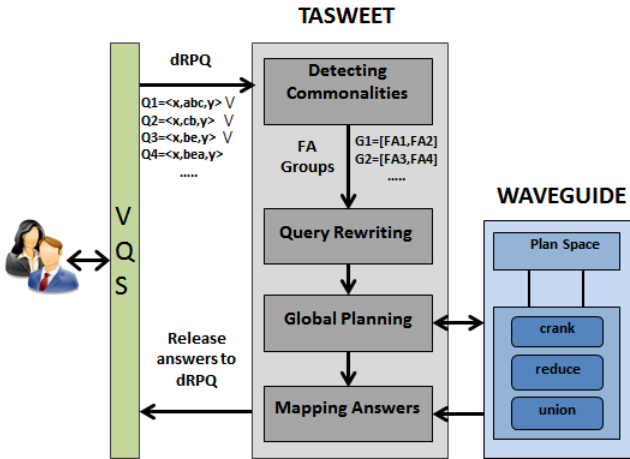 TASWEET
dRPQ
Q1=<x,abc,y> ∨
Q2=<x,cb,y> ∨
Q3=<x,be,y> ∨
Q4=<x,bea,y>
.....
Detecting
Commonalities
FA
Groups
G1=[FA1,FA2]
G2=[FA3,FA4]
.....
V
Q
S
Query Rewriting
Global Planning
Release
answers to
dRPQ
Mapping Answers
WAVEGUIDE
Plan Space
crank
reduce
union